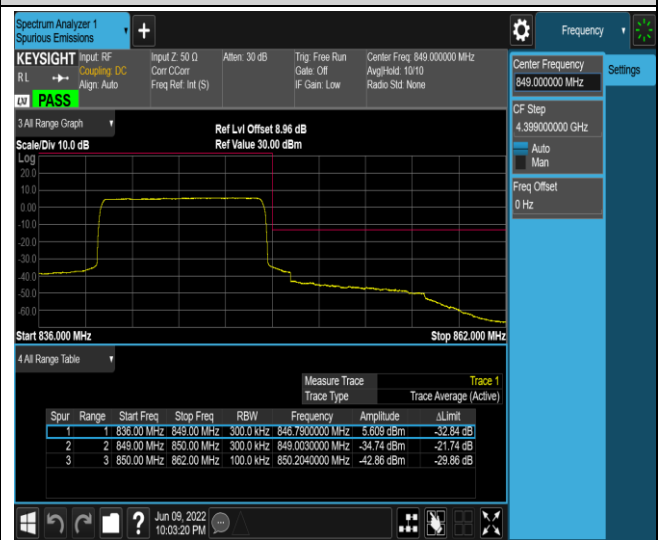 Spectrum Analyzer 1
Spurious Emissions
+
Frequency
KEYSIGHT Input: RF Input Z: 50 Ω Atten: 30 dB Trig: Free Run Center Freq: 849.000000 MHz
RL Coupling: DC Corr CCorr Gate: Off Avg|Hold: 10/10
Align: Auto Freq Ref: Int (S) IF Gain: Low Radio Std: None
PASS
Center Frequency
849.000000 MHz
Settings
CF Step
4.399000000 GHz
Auto
Man
Freq Offset
0 Hz
3 All Range Graph
Ref Lvl Offset 8.96 dB
Scale/Div 10.0 dB Ref Value 30.00 dBm
Log
20.0
10.0
0.00
-10.0
-20.0
-30.0
-40.0
-50.0
-60.0
Start 836.000 MHz Stop 862.000 MHz
4 All Range Table
Measure Trace Trace 1
Trace Type Trace Average (Active)
Spur Range Start Freq Stop Freq RBW Frequency Amplitude ΔLimit
1 1 836.00 MHz 849.00 MHz 300.0 kHz 846.7900000 MHz 5.609 dBm -32.84 dB
2 2 849.00 MHz 850.00 MHz 300.0 kHz 849.0030000 MHz -34.74 dBm -21.74 dB
3 3 850.00 MHz 862.00 MHz 100.0 kHz 850.2040000 MHz -42.86 dBm -29.86 dB
?
Jun 09, 2022
10:03:20 PM